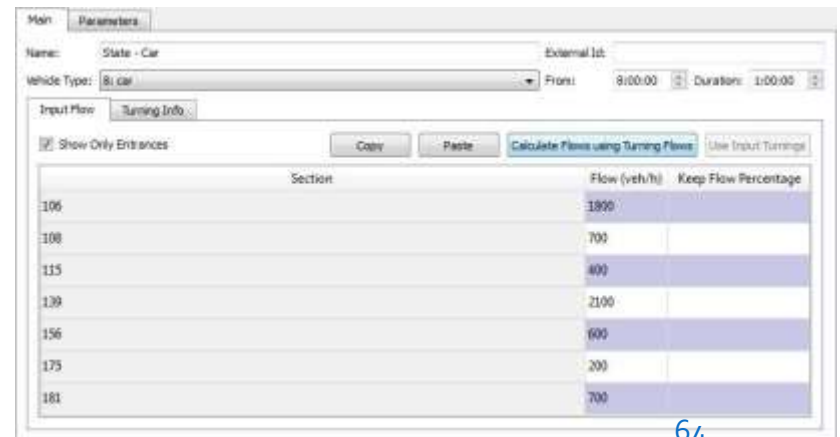 Main Parameters
Name: State - Car External Id:
Vehicle Type: 8: car From: 8:00:00 Duration: 1:00:00
Input Flow Turning Info
Show Only Entrances Copy Paste Calculate Flows using Turning Flows Use Input Turnings
Section Flow (veh/h) Keep Flow Percentage
106 1800
108 700
115 400
139 2100
156 600
175 200
181 700
64